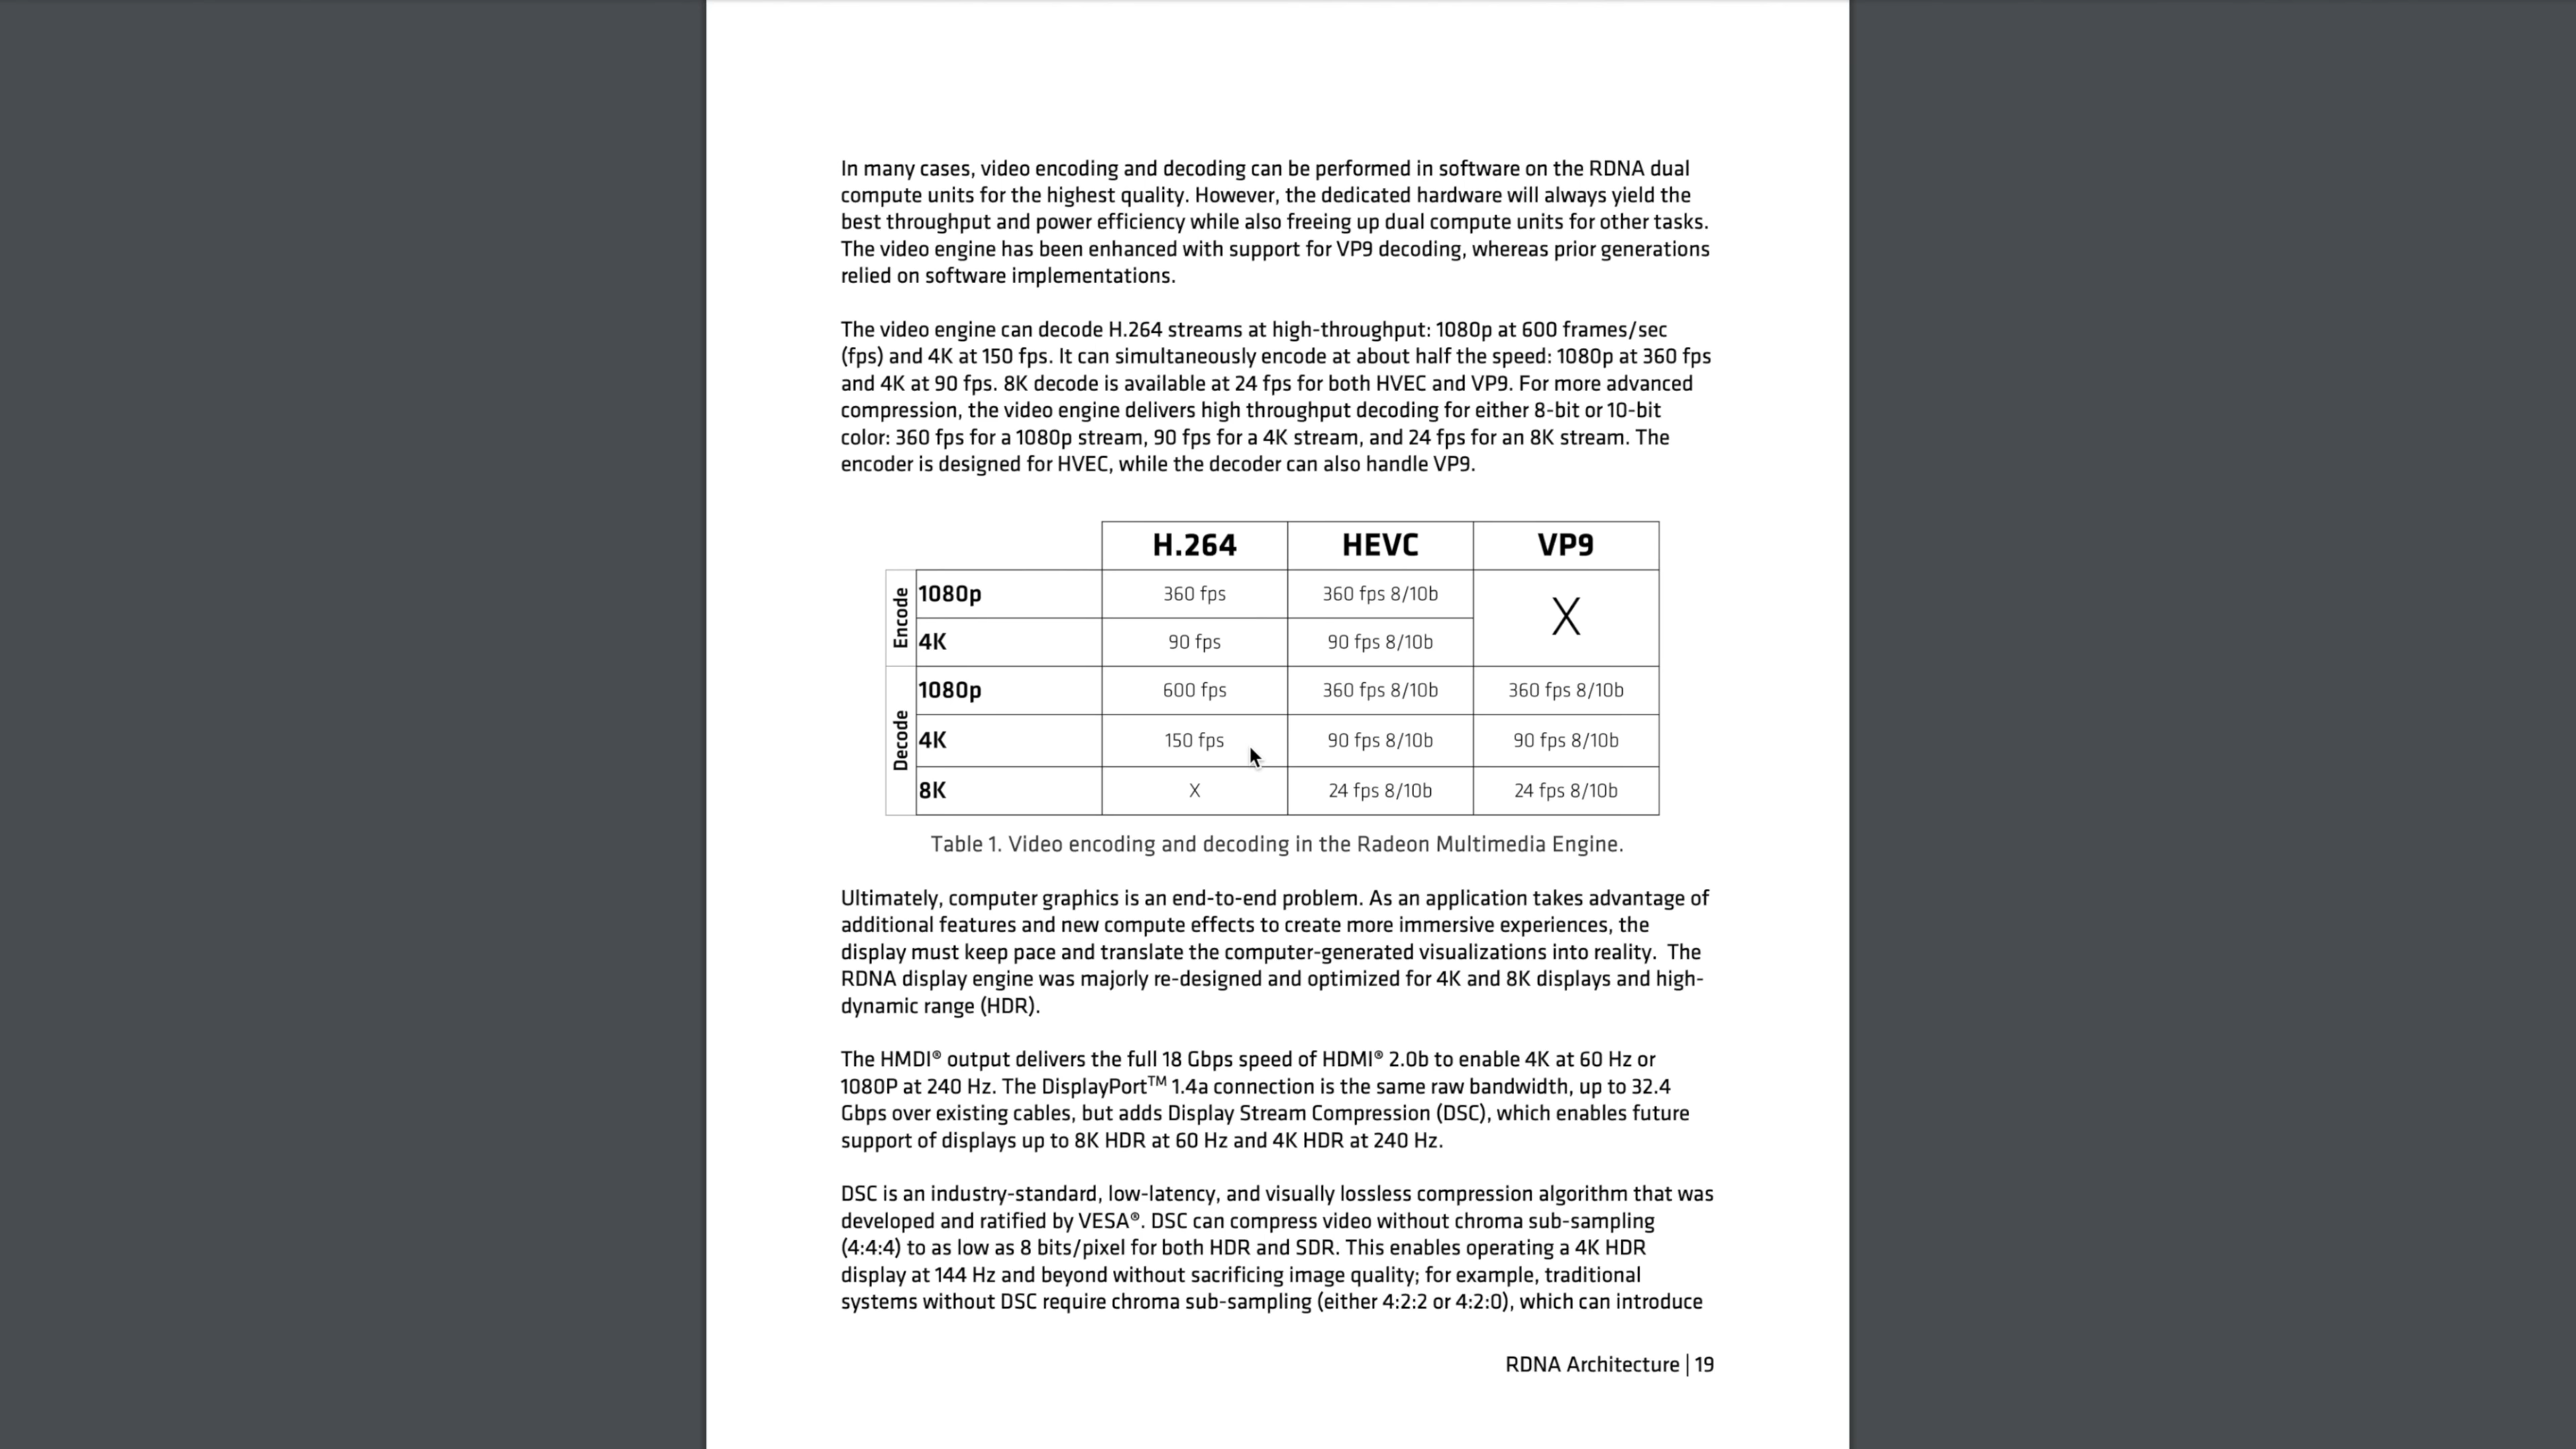 In many cases, video encoding and decoding can be performed in software on the RDNA dual
compute units for the highest quality. However, the dedicated hardware will always yield the
best throughput and power efficiency while also freeing up dual compute units for other tasks.
The video engine has been enhanced with support for VP9 decoding, whereas prior generations
relied on software implementations.
The video engine can decode H.264 streams at high-throughput: 1080p at 600 frames/sec
(fps) and 4K at 150 fps. It can simultaneously encode at about half the speed: 1080p at 360 fps
and 4K at 90 fps. 8K decode is available at 24 fps for both HVEC and VP9. For more advanced
compression, the video engine delivers high throughput decoding for either 8-bit or 10-bit
color: 360 fps for a 1080p stream, 90 fps for a 4K stream, and 24 fps for an 8K stream. The
encoder is designed for HVEC, while the decoder can also handle VP9.
H.264 HEVC VP9
Encode
1080p 360 fps 360 fps 8/10b X
4K 90 fps 90 fps 8/10b
Decode
1080p 600 fps 360 fps 8/10b 360 fps 8/10b
4K 150 fps 90 fps 8/10b 90 fps 8/10b
8K X 24 fps 8/10b 24 fps 8/10b
Table 1. Video encoding and decoding in the Radeon Multimedia Engine.
Ultimately, computer graphics is an end-to-end problem. As an application takes advantage of
additional features and new compute effects to create more immersive experiences, the
display must keep pace and translate the computer-generated visualizations into reality. The
RDNA display engine was majorly re-designed and optimized for 4K and 8K displays and high-
dynamic range (HDR).
The HMDI® output delivers the full 18 Gbps speed of HDMI® 2.0b to enable 4K at 60 Hz or
1080P at 240 Hz. The DisplayPort™ 1.4a connection is the same raw bandwidth, up to 32.4
Gbps over existing cables, but adds Display Stream Compression (DSC), which enables future
support of displays up to 8K HDR at 60 Hz and 4K HDR at 240 Hz.
DSC is an industry-standard, low-latency, and visually lossless compression algorithm that was
developed and ratified by VESA®. DSC can compress video without chroma sub-sampling
(4:4:4) to as low as 8 bits/pixel for both HDR and SDR. This enables operating a 4K HDR
display at 144 Hz and beyond without sacrificing image quality; for example, traditional
systems without DSC require chroma sub-sampling (either 4:2:2 or 4:2:0), which can introduce
RDNA Architecture | 19